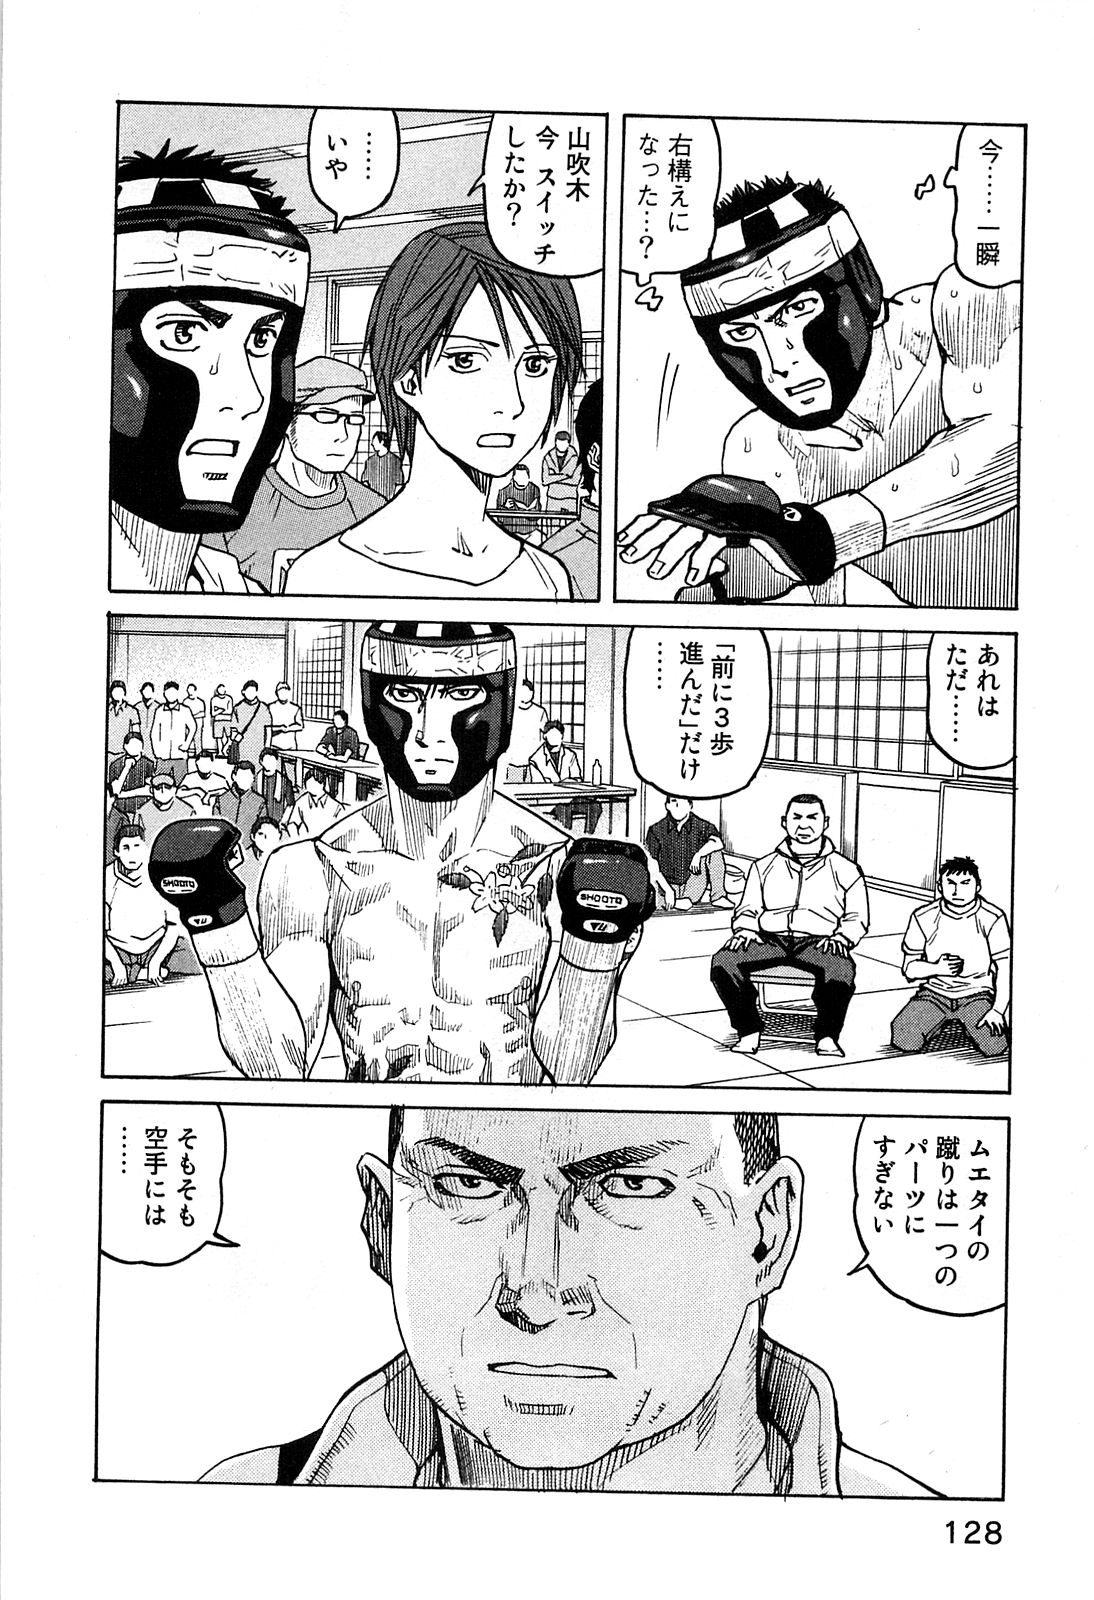 今……一瞬
右構えに
なった…?
山吹木
今 スイッチ
したか?
……
いや
あれは
ただ……
「前に3歩
進んだ」だけ
……
SHOOTO
SHOOTO
ムエタイの
蹴りは一つの
パーツに
すぎない
そもそも
空手には
……
128